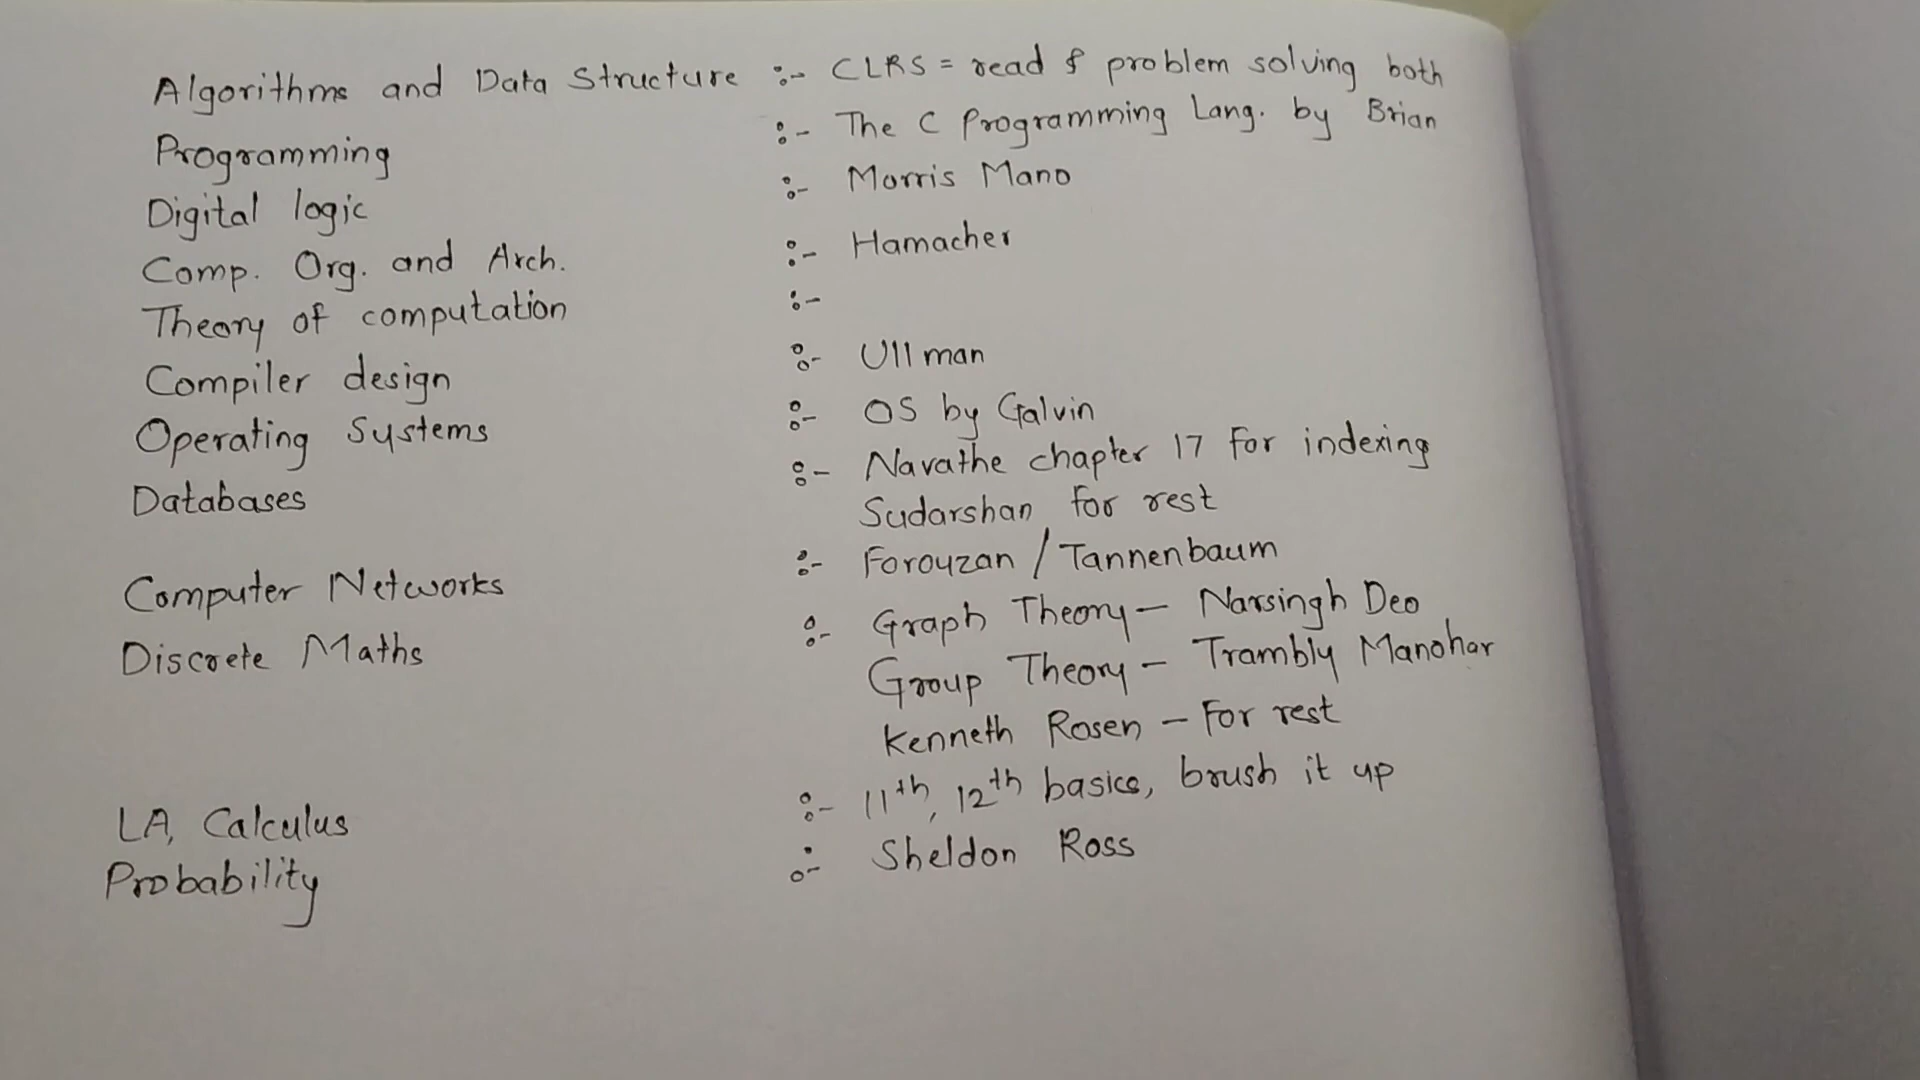 Algorithms and Data Structure :- CLRS = read & problem solving both
Programming :- The C Programming Lang. by Brian
Digital logic :- Morris Mano
Comp. Org. and Arch. :- Hamacher
Theory of computation :-
Compiler design :- Ullman
Operating Systems :- OS by Galvin
Databases :- Navathe chapter 17 for indexing
Sudarshan for rest
Computer Networks :- Forouzan / Tannenbaum
Discrete Maths :- Graph Theory - Narsingh Deo
Group Theory - Trambly Manohar
Kenneth Rosen - For rest
LA, Calculus :- 11th, 12th basics, brush it up
Probability :- Sheldon Ross